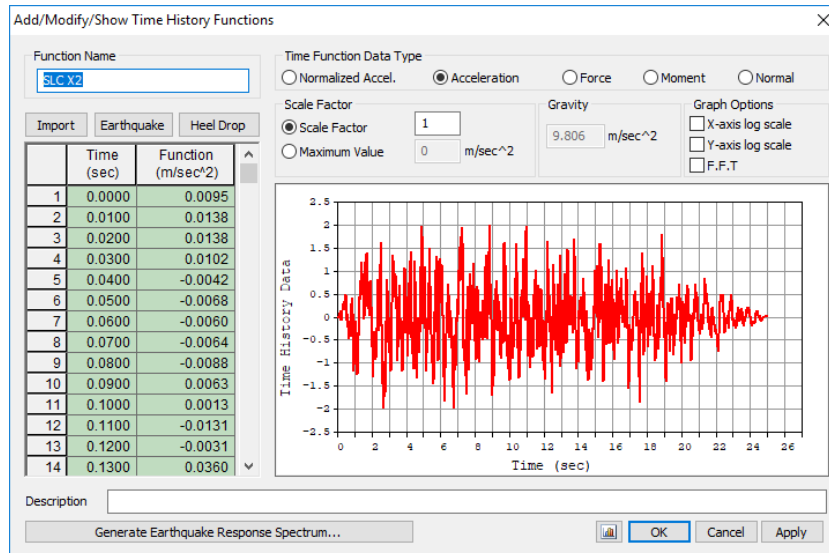 Add/Modify/Show Time History Functions
Function Name
SLC X2
Import Earthquake Heel Drop
Time Function Data Type
Normalized Accel. Acceleration Force Moment Normal
Scale Factor
Scale Factor 1
Maximum Value 0 m/sec^2
Gravity
9.806 m/sec^2
Graph Options
X-axis log scale
Y-axis log scale
F.F.T
Time Function
(sec) (m/sec^2)
1 0.0000 0.0095
2 0.0100 0.0138
3 0.0200 0.0138
4 0.0300 0.0102
5 0.0400 -0.0042
6 0.0500 -0.0068
7 0.0600 -0.0060
8 0.0700 -0.0064
9 0.0800 -0.0088
10 0.0900 0.0063
11 0.1000 0.0013
12 0.1100 -0.0131
13 0.1200 -0.0031
14 0.1300 0.0360
Time History Data
2.5
2
1.5
1
0.5
0
-0.5
-1
-1.5
-2
-2.5
0 2 4 6 8 10 12 14 16 18 20 22 24 26
Time (sec)
Description
Generate Earthquake Response Spectrum... OK Cancel Apply